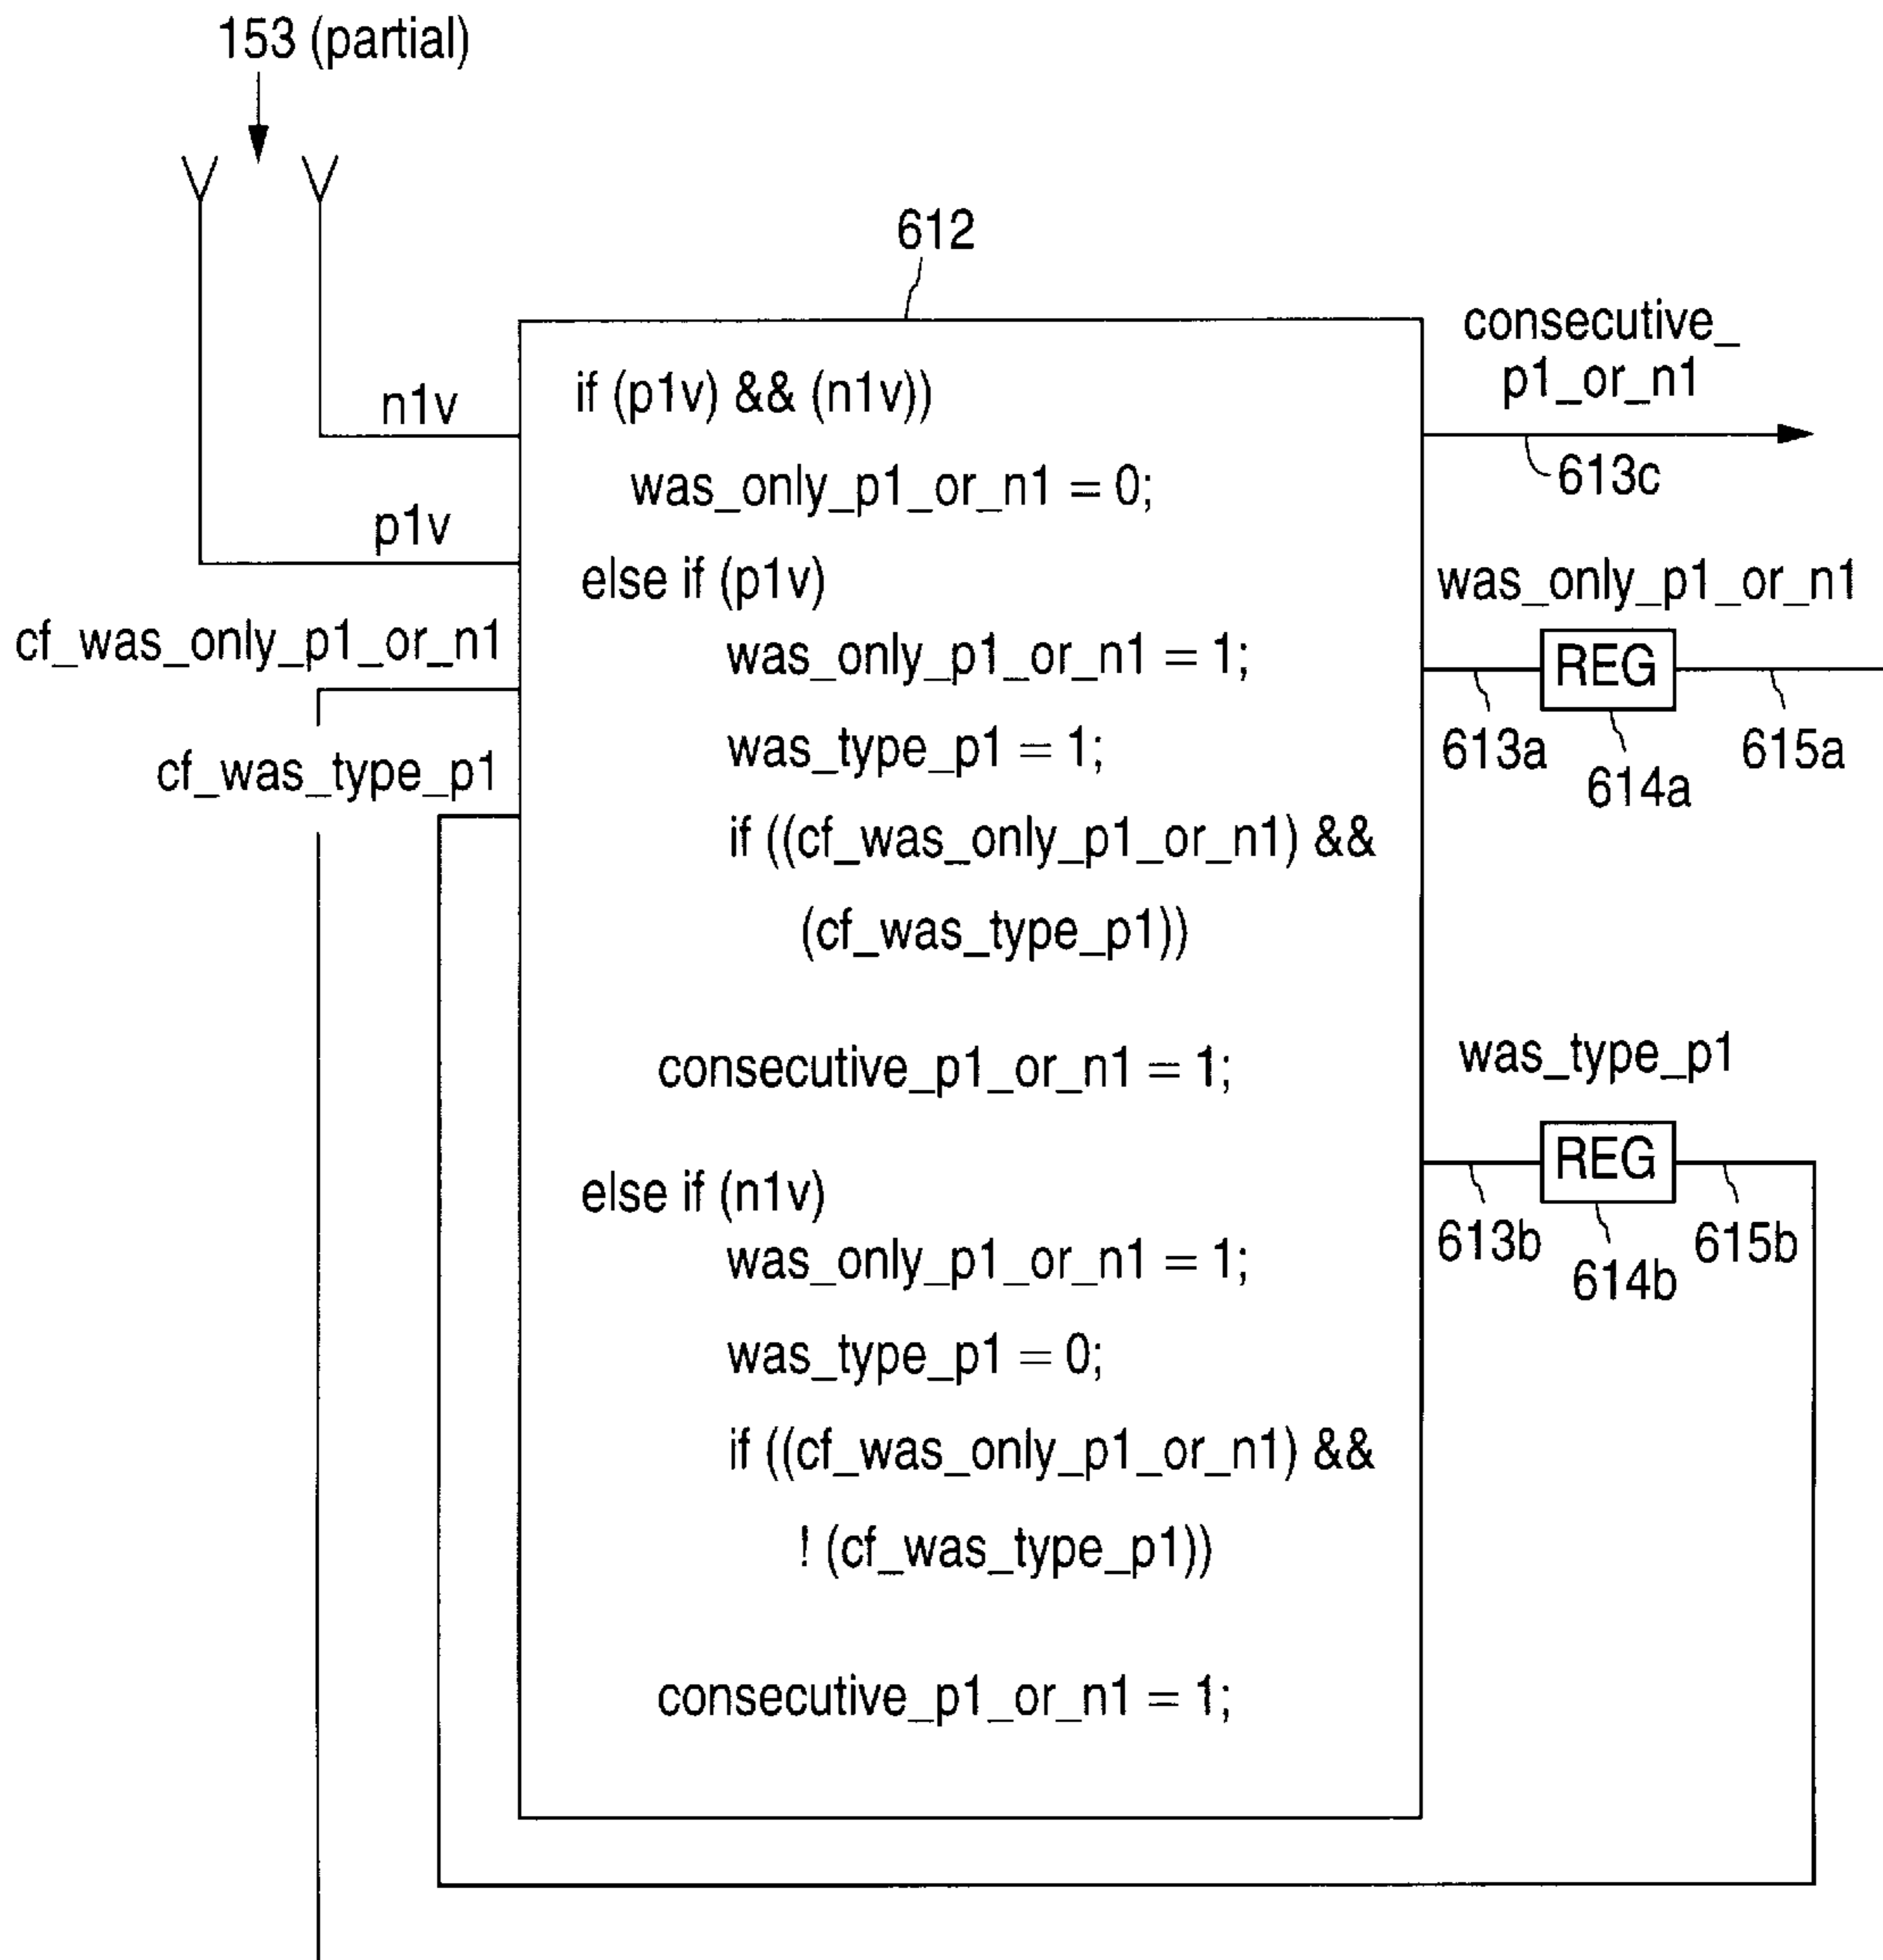 153 (partial)
612
n1v
p1v
cf_was_only_p1_or_n1
cf_was_type_p1
if (p1v) && (n1v))
was_only_p1_or_n1 = 0;
else if (p1v)
was_only_p1_or_n1 = 1;
was_type_p1 = 1;
if ((cf_was_only_p1_or_n1) &&
(cf_was_type_p1))
consecutive_p1_or_n1 = 1;
else if (n1v)
was_only_p1_or_n1 = 1;
was_type_p1 = 0;
if ((cf_was_only_p1_or_n1) &&
! (cf_was_type_p1))
consecutive_p1_or_n1 = 1;
consecutive_
p1_or_n1
613c
was_only_p1_or_n1
REG
613a
614a
615a
was_type_p1
REG
613b
614b
615b